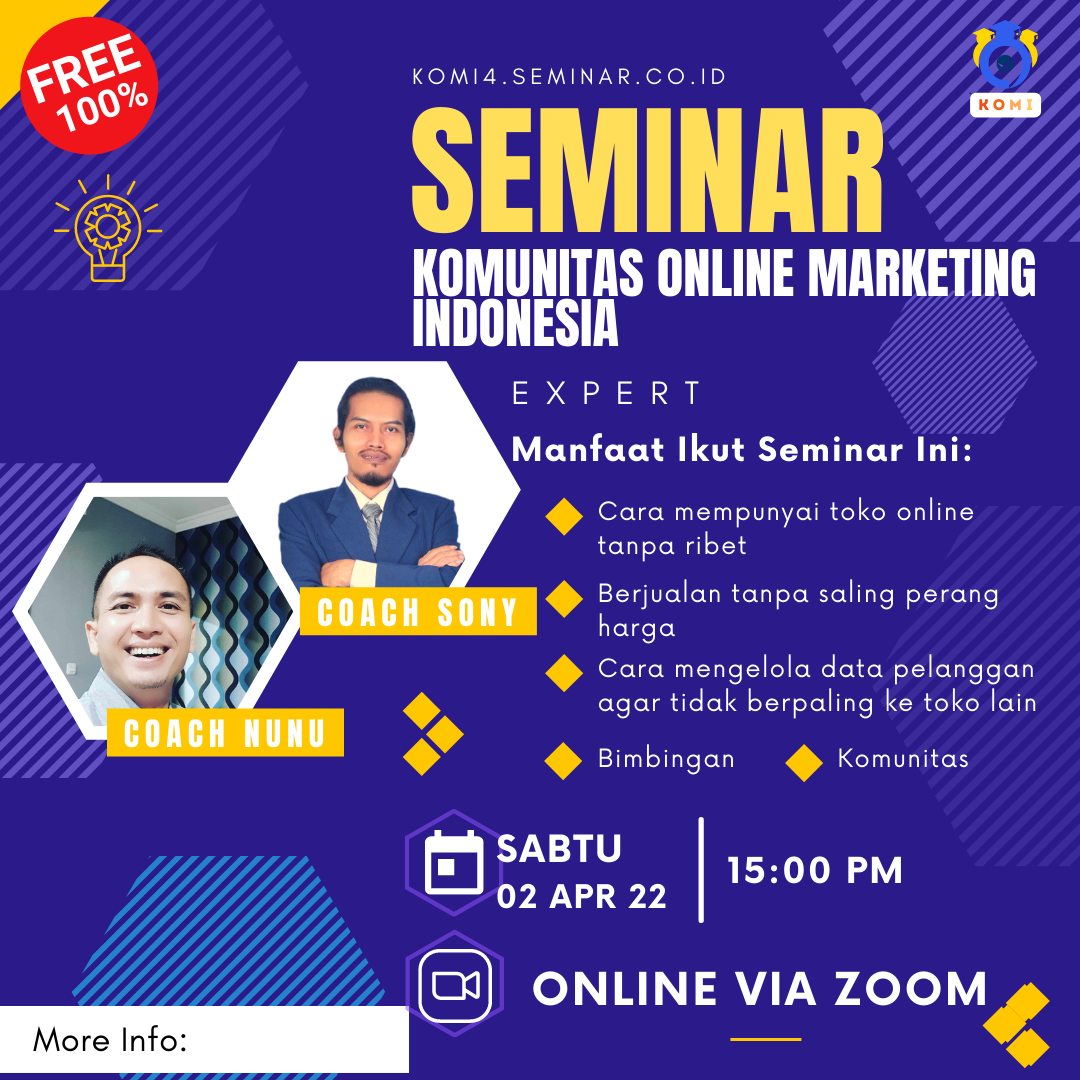 FREE
100%
KOMI4.SEMINAR.CO.ID
KOMI
SEMINAR
KOMUNITAS ONLINE MARKETING
INDONESIA
EXPERT
Manfaat Ikut Seminar Ini:
Cara mempunyai toko online
tanpa ribet
Berjualan tanpa saling perang
harga
Cara mengelola data pelanggan
agar tidak berpaling ke toko lain
Bimbingan
Komunitas
COACH SONY
COACH NUNU
SABTU
02 APR 22
15:00 PM
ONLINE VIA ZOOM
More Info: